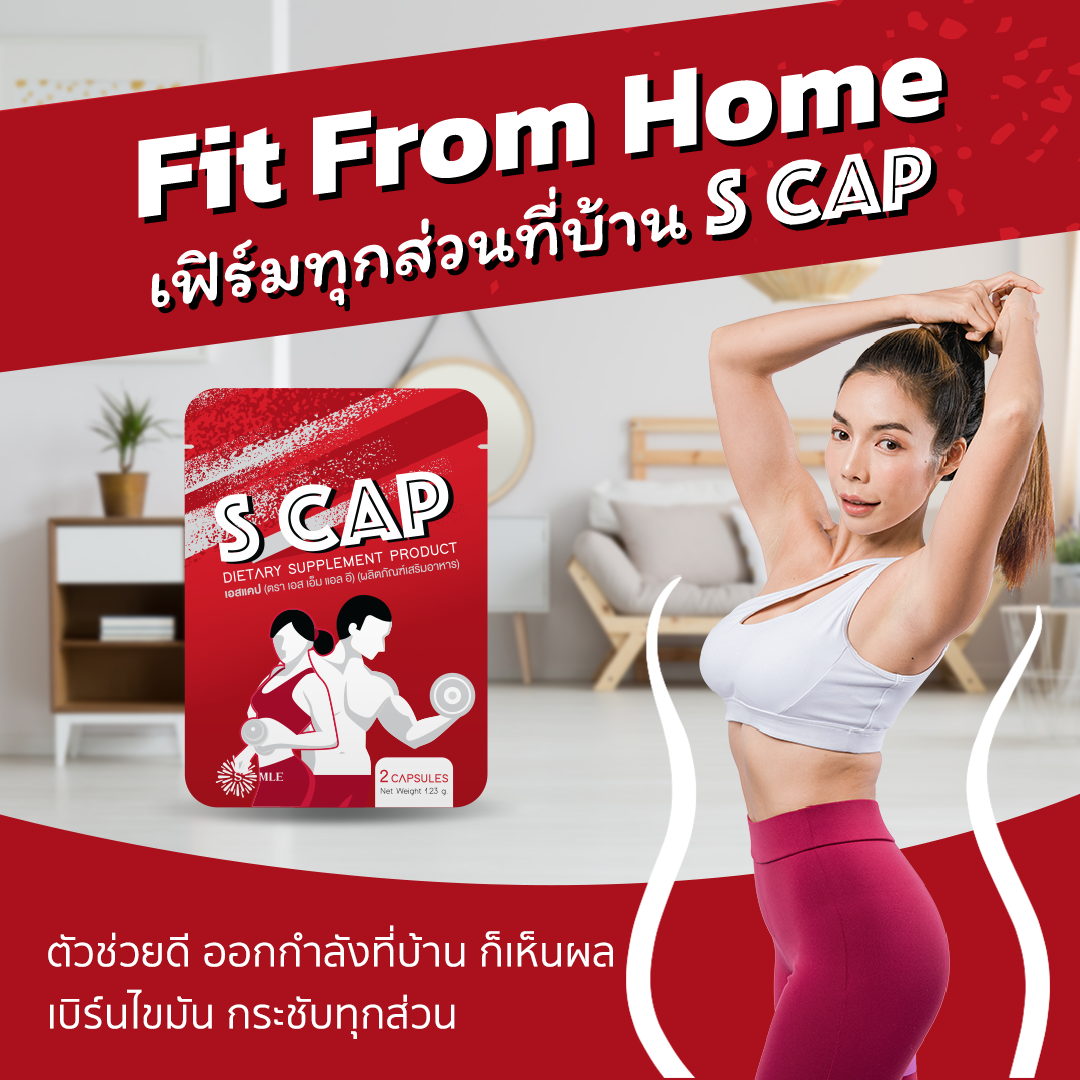 Fit From Home
เฟิร์มทุกส่วนที่บ้าน S CAP
S CAP
DIETARY SUPPLEMENT PRODUCT
เอสแคป (ตรา เอส เอ็ม แอล อี) (ผลิตภัณฑ์เสริมอาหาร)
S MLE
2 CAPSULES
Net Weight 1.23 g.
ตัวช่วยดี ออกกำลังที่บ้าน ก็เห็นผล
เบิร์นไขมัน กระชับทุกส่วน